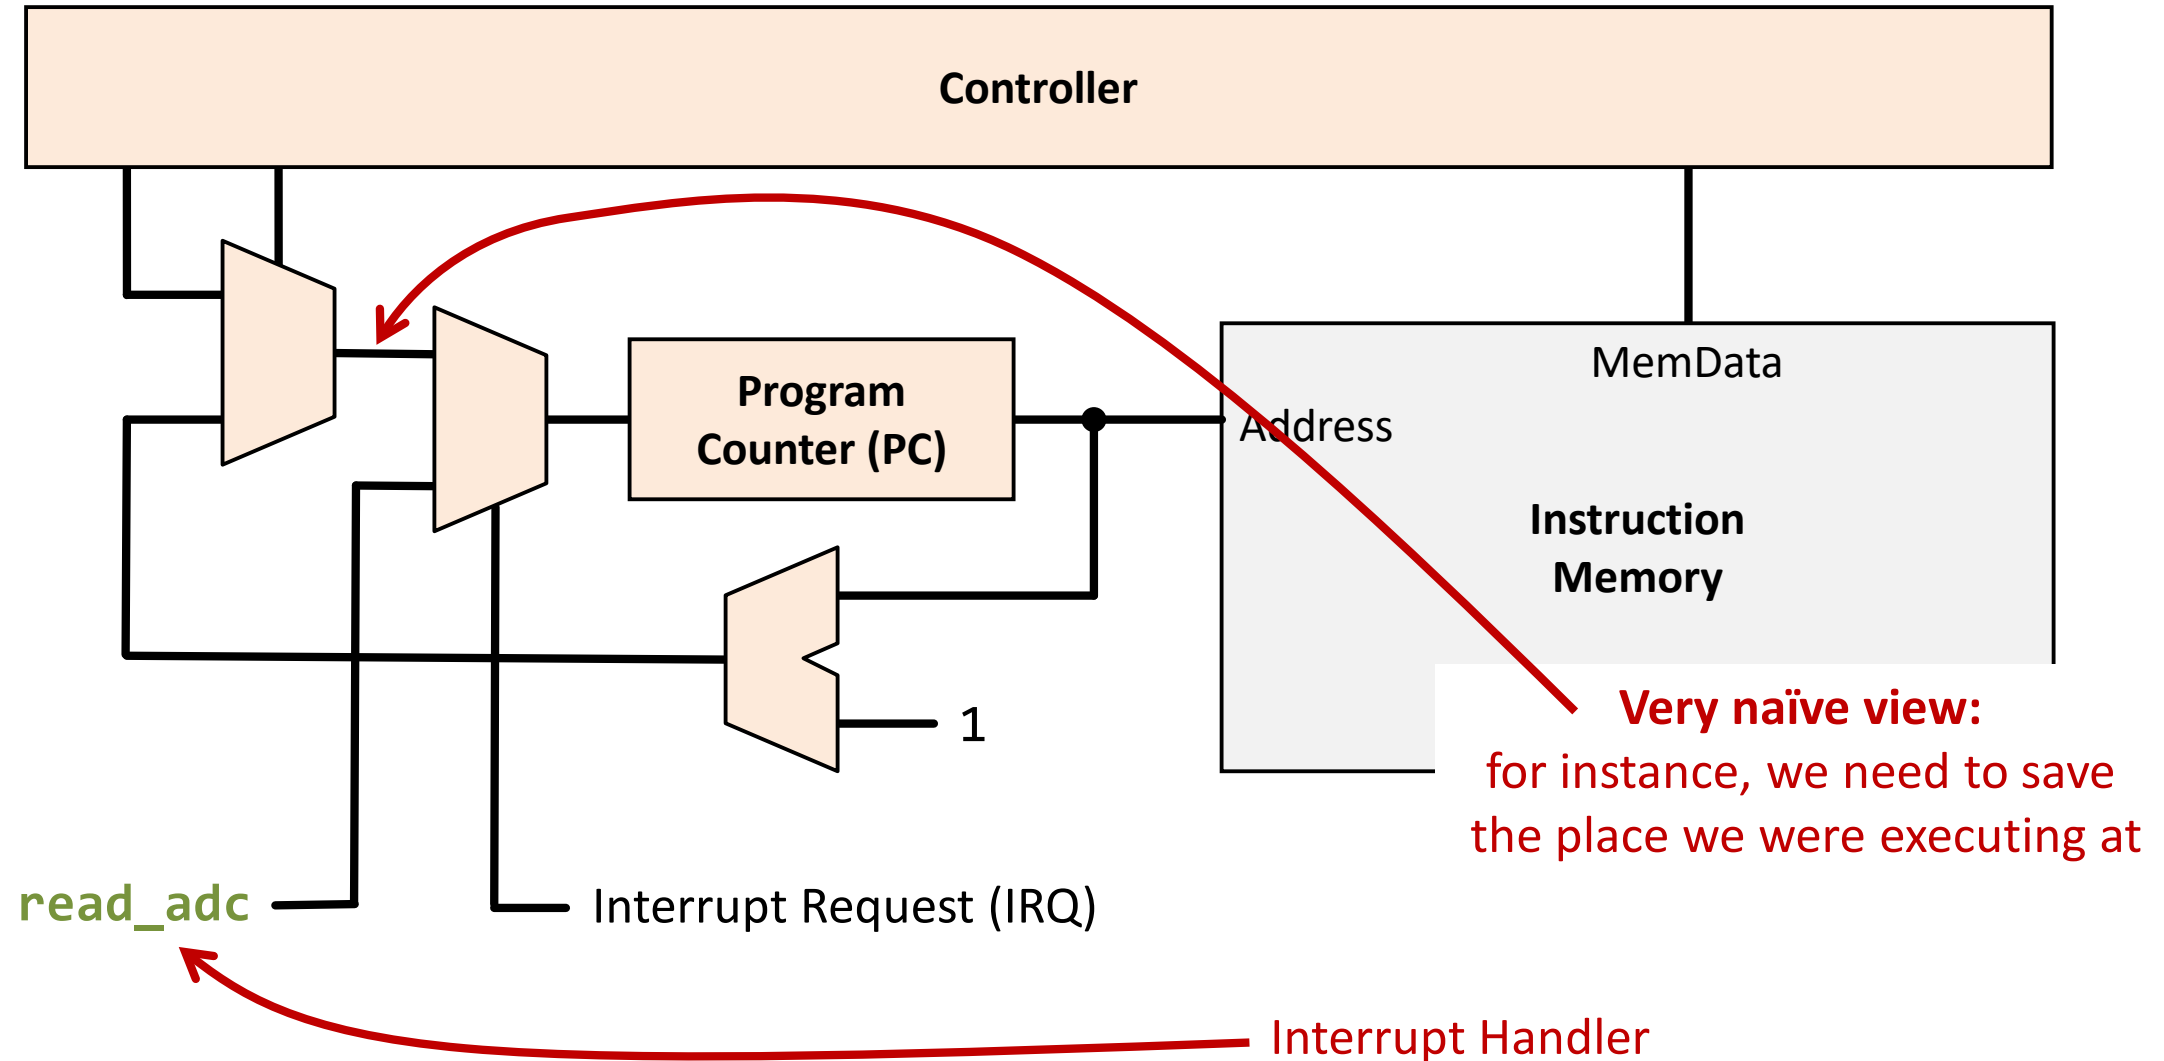 Controller
MemData
Program
Counter (PC)
Address
Instruction
Memory
1
Very naïve view:
for instance, we need to save
the place we were executing at
read_adc
Interrupt Request (IRQ)
Interrupt Handler